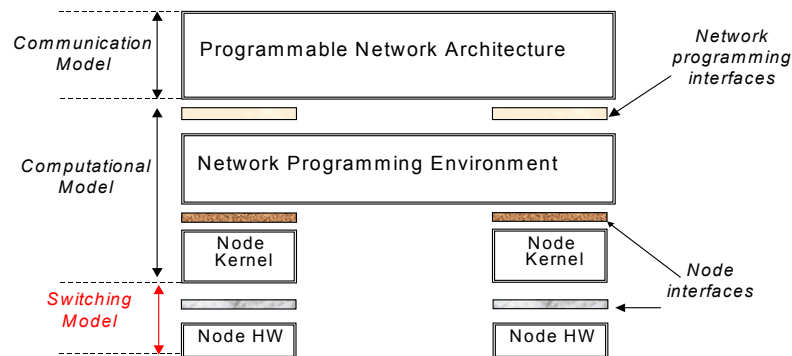 Communication
Model
Programmable Network Architecture
Network
programming
interfaces
Computational
Model
Network Programming Environment
Node
Kernel
Node
Kernel
Node
interfaces
Switching
Model
Node HW
Node HW